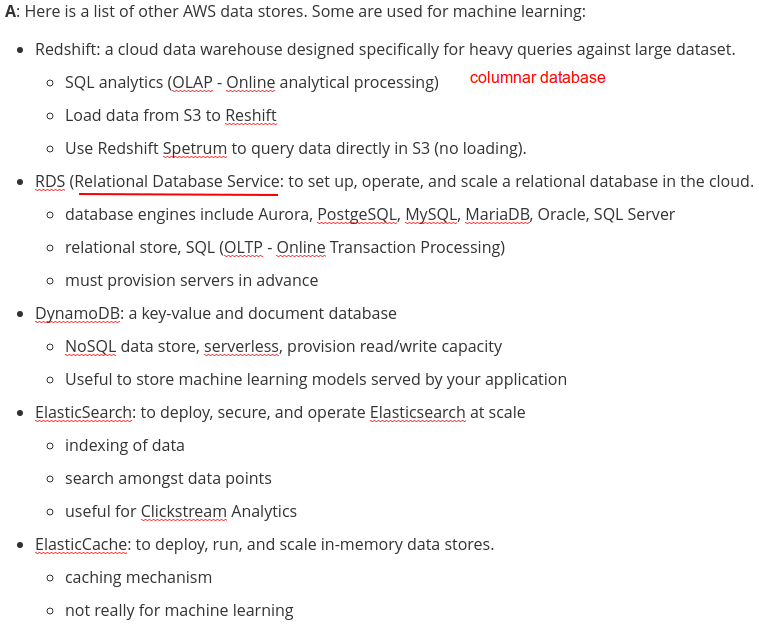 A: Here is a list of other AWS data stores. Some are used for machine learning:
Redshift: a cloud data warehouse designed specifically for heavy queries against large dataset.
SQL analytics (OLAP - Online analytical processing) columnar database
Load data from S3 to Reshift
Use Redshift Spetrum to query data directly in S3 (no loading).
RDS (Relational Database Service: to set up, operate, and scale a relational database in the cloud.
database engines include Aurora, PostgeSQL, MySQL, MariaDB, Oracle, SQL Server
relational store, SQL (OLTP - Online Transaction Processing)
must provision servers in advance
DynamoDB: a key-value and document database
NoSQL data store, serverless, provision read/write capacity
Useful to store machine learning models served by your application
ElasticSearch: to deploy, secure, and operate Elasticsearch at scale
indexing of data
search amongst data points
useful for Clickstream Analytics
ElasticCache: to deploy, run, and scale in-memory data stores.
caching mechanism
not really for machine learning